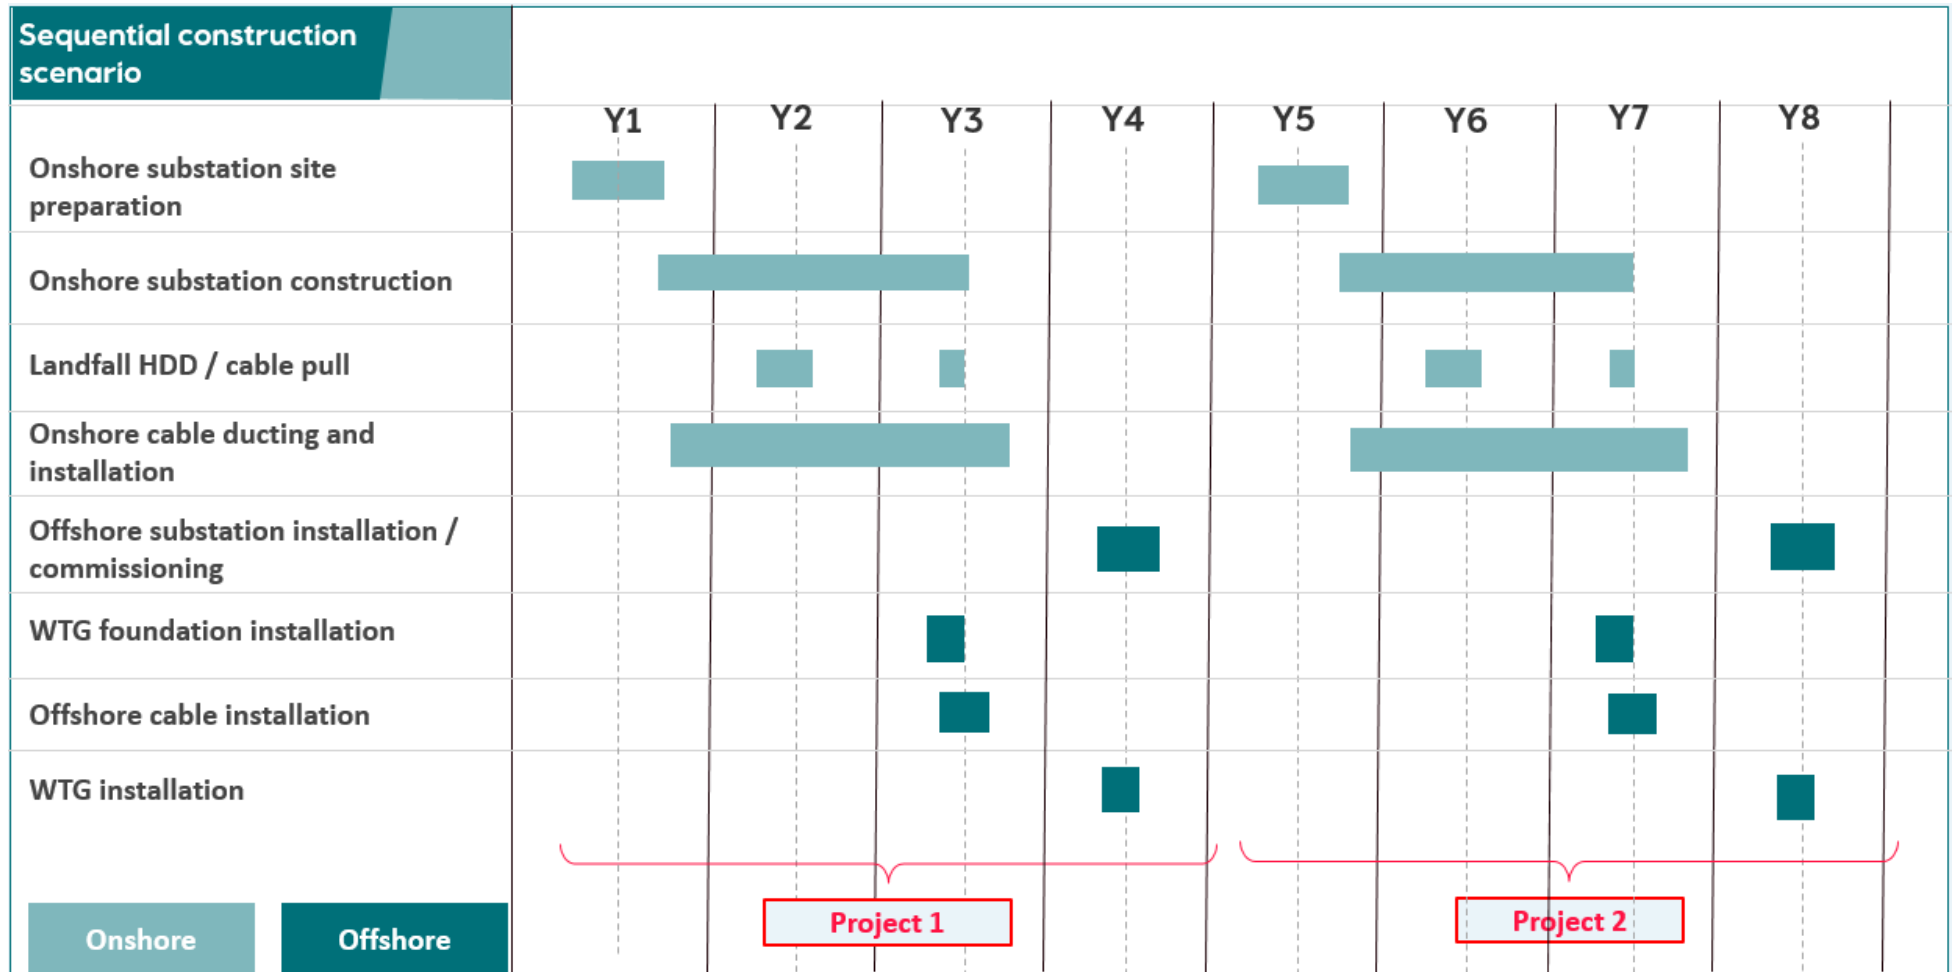 Sequential construction
scenario
Y1 Y2 Y3 Y4 Y5 Y6 Y7 Y8
Onshore substation site
preparation
Onshore substation construction
Landfall HDD / cable pull
Onshore cable ducting and
installation
Offshore substation installation /
commissioning
WTG foundation installation
Offshore cable installation
WTG installation
Project 1
Project 2
Onshore
Offshore